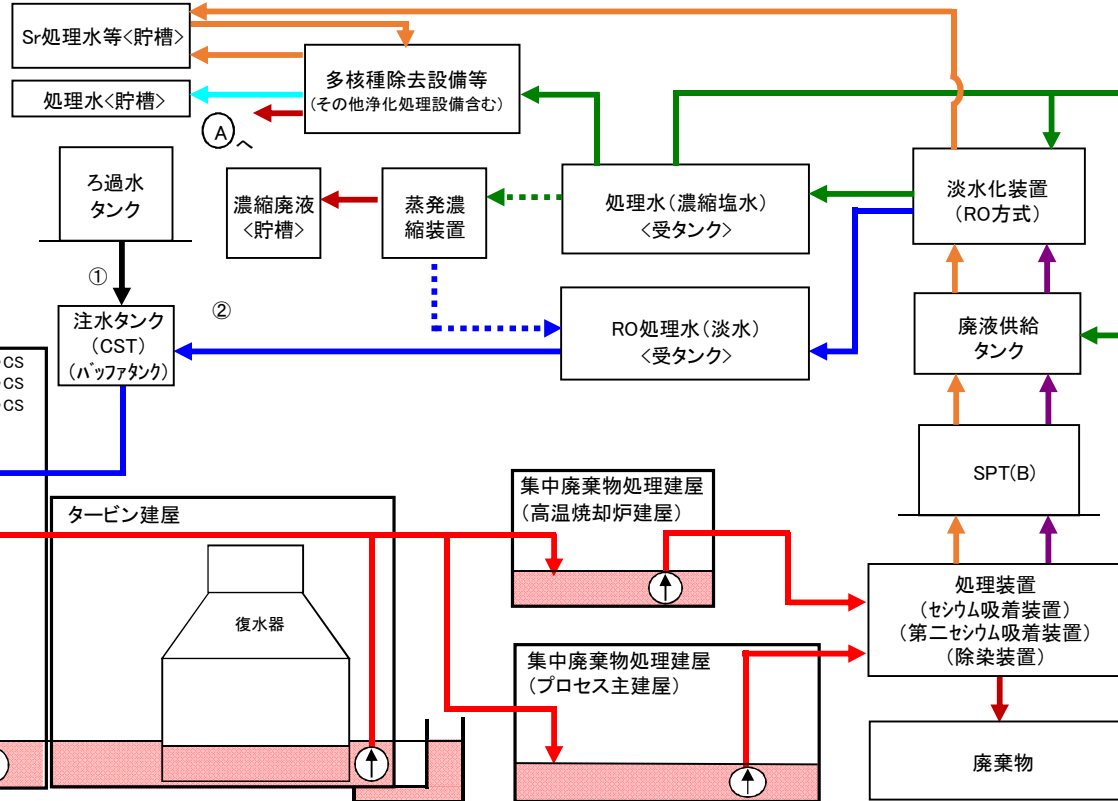 Sr処理水等<貯槽>
処理水<貯槽>
多核種除去設備等
(その他浄化処理設備含む)
Aへ
ろ過水
タンク
濃縮廃液
<貯槽>
蒸発濃
縮装置
処理水(濃縮塩水)
<受タンク>
淡水化装置
(RO方式)
①
②
注水タンク
(CST)
(バッファタンク)
RO処理水(淡水)
<受タンク>
廃液供給
タンク
CS
CS
CS
SPT(B)
タービン建屋
復水器
集中廃棄物処理建屋
(高温焼却炉建屋)
集中廃棄物処理建屋
(プロセス主建屋)
処理装置
(セシウム吸着装置)
(第二セシウム吸着装置)
(除染装置)
廃棄物